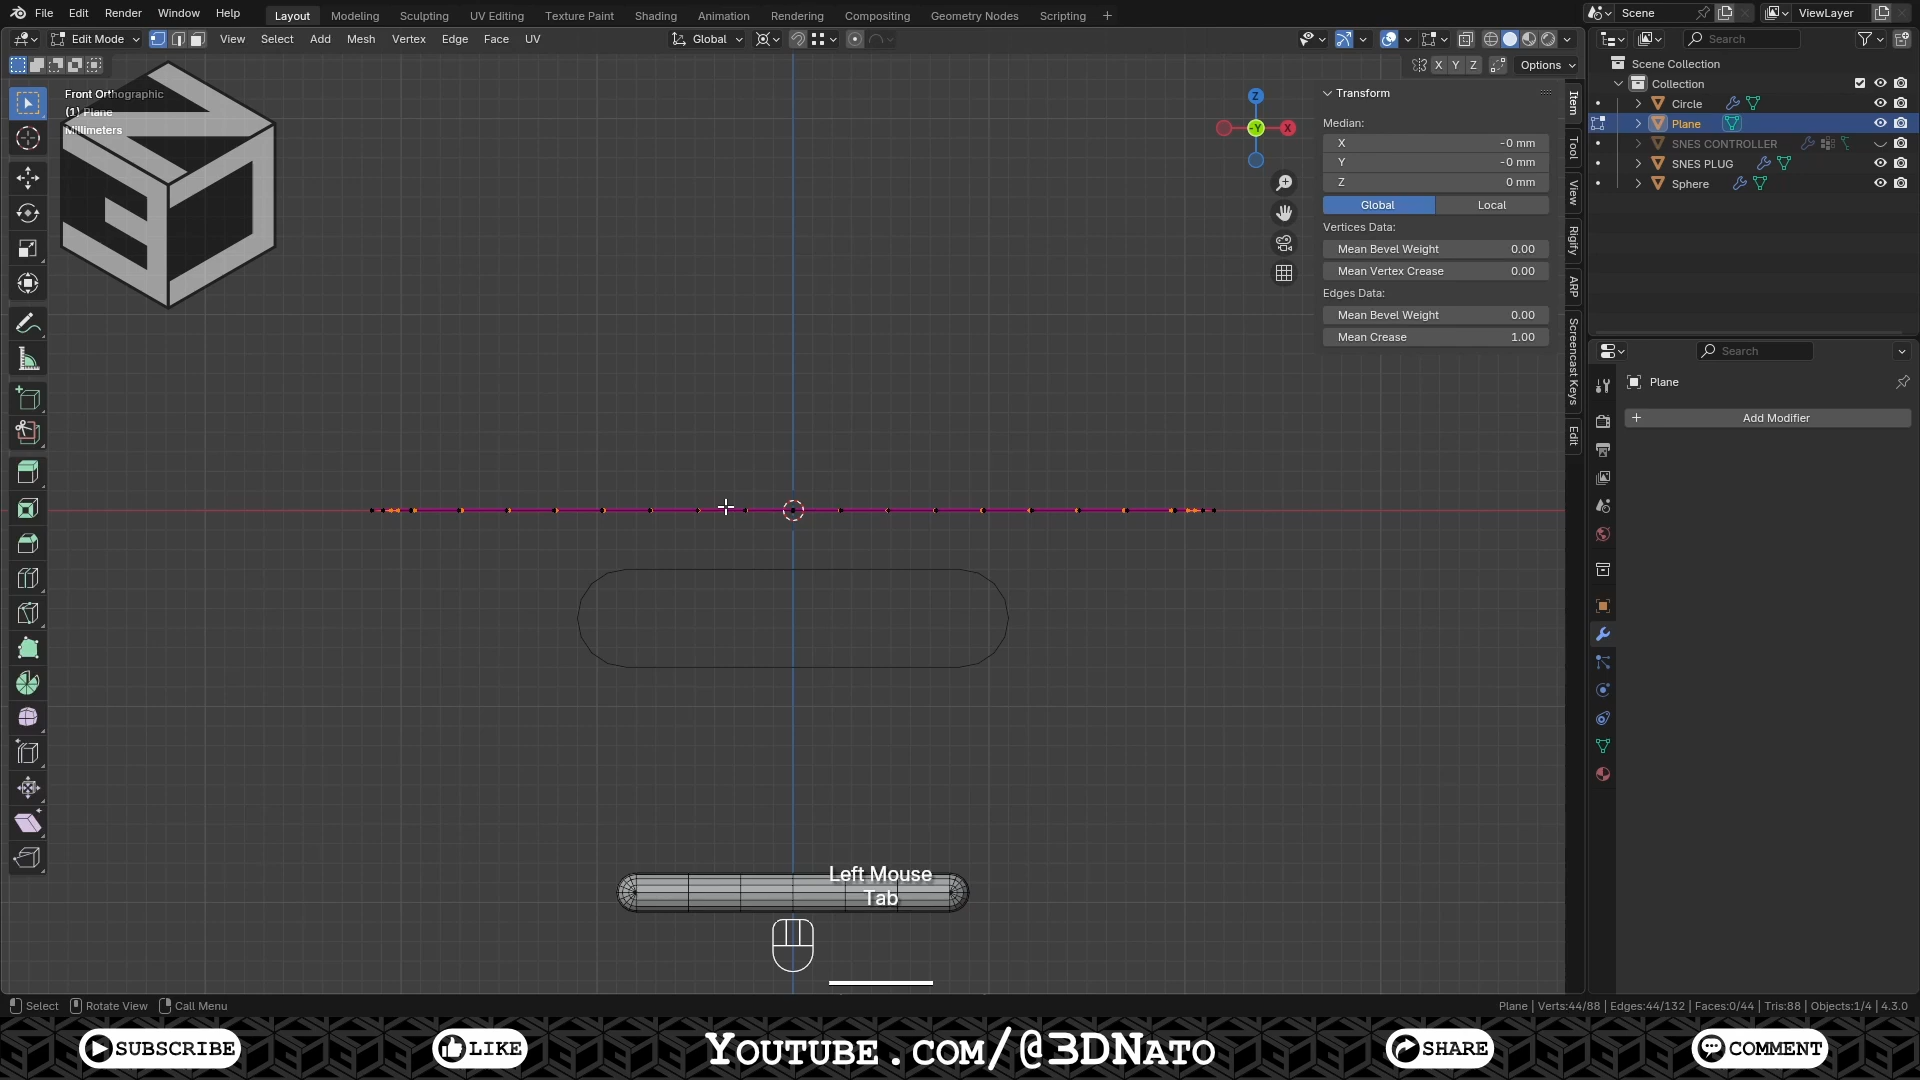 File Edit Render Window Help Layout Modeling Sculpting UV Editing Texture Paint Shading Animation Rendering Compositing Geometry Nodes Scripting + Scene ViewLayer
Edit Mode View Select Add Mesh Vertex Edge Face UV Global Search
X Y Z Options
Front Orthographic
(1) Plane
Millimeters
Z
-Y
X
Transform
Median:
X -0 mm
Y -0 mm
Z 0 mm
Global Local
Vertices Data:
Mean Bevel Weight 0.00
Mean Vertex Crease 0.00
Edges Data:
Mean Bevel Weight 0.00
Mean Crease 1.00
Item
Tool
View
Rigify
ARP
Screencast Keys
Edit
Scene Collection
Collection
Circle
Plane
SNES CONTROLLER
SNES PLUG
Sphere
Search
Plane
+ Add Modifier
Left Mouse
Tab
Select Rotate View Call Menu Plane | Verts:44/88 | Edges:44/132 | Faces:0/44 | Tris:88 | Objects:1/4 | 4.3.0
SUBSCRIBE LIKE YOUTUBE.COM/@3DNATO SHARE COMMENT